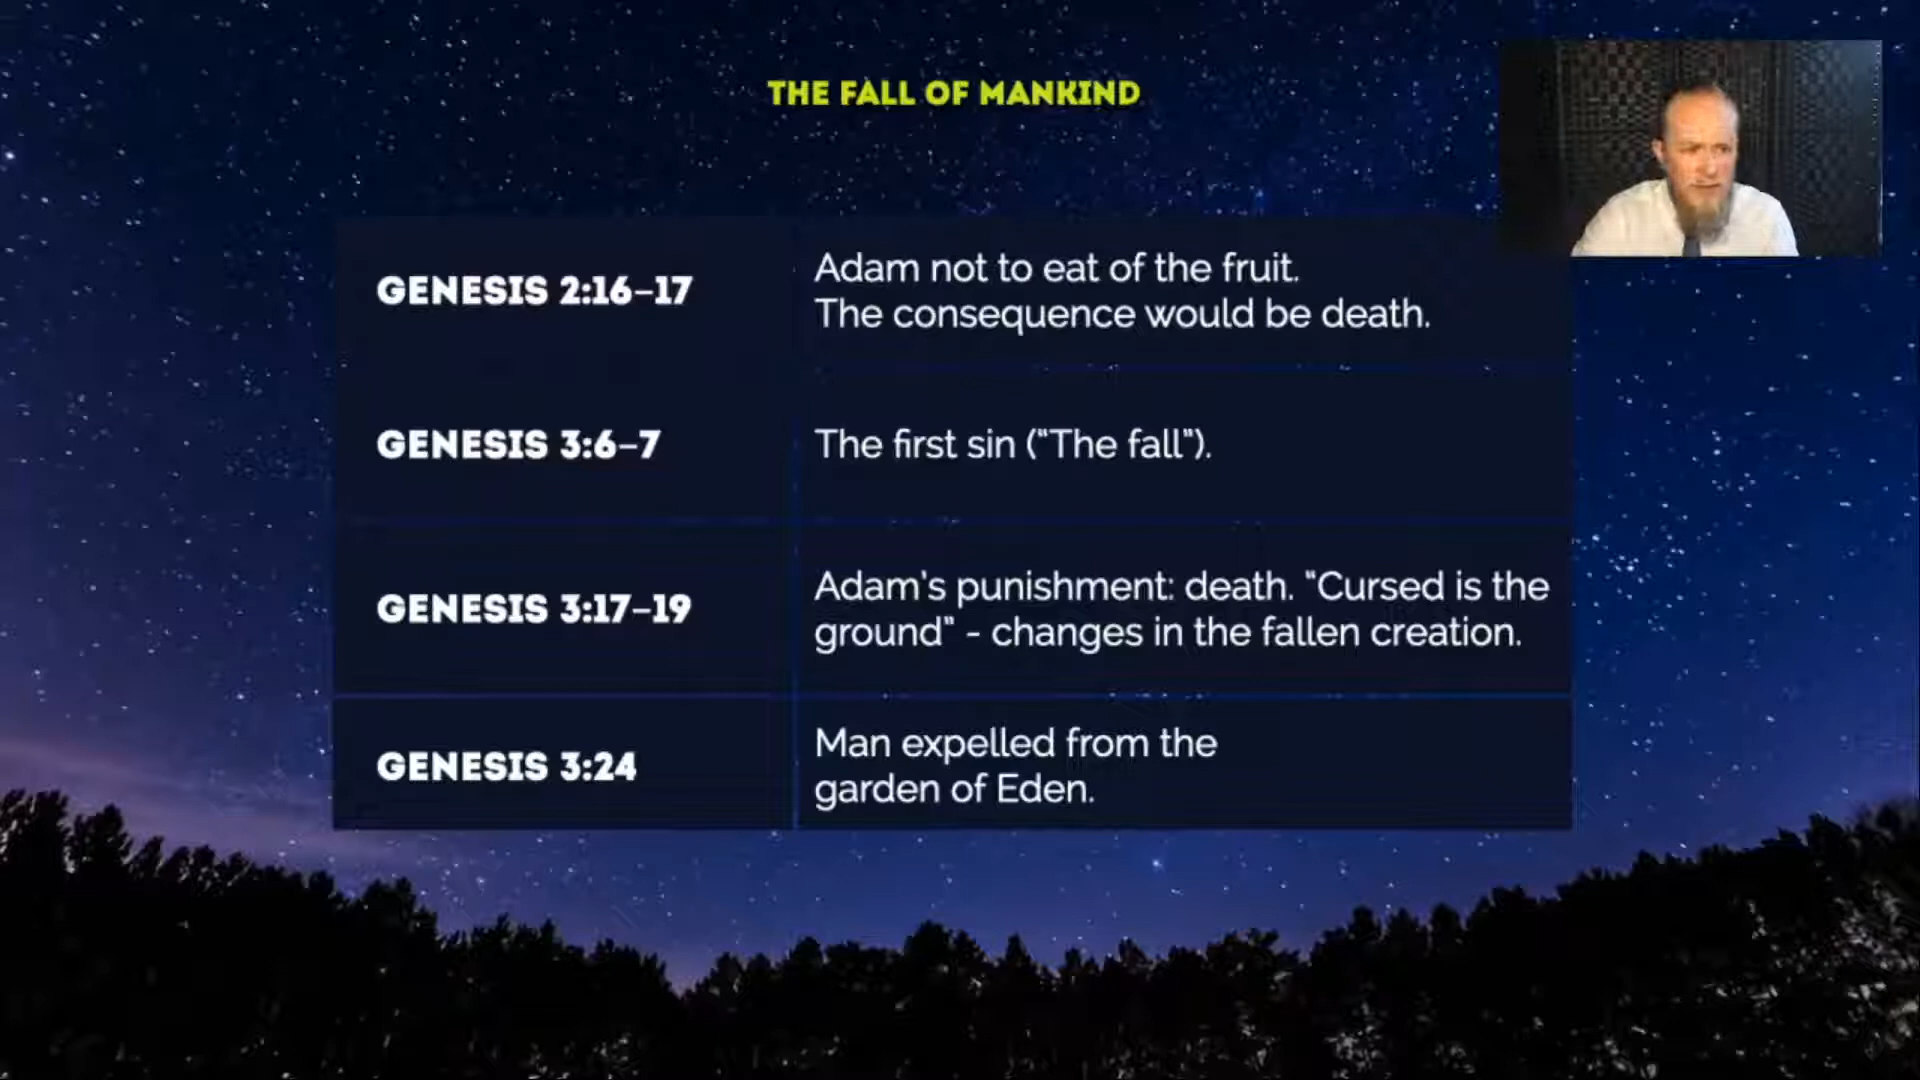 THE FALL OF MANKIND
GENESIS 2:16–17
Adam not to eat of the fruit.
The consequence would be death.
GENESIS 3:6–7
The first sin (“The fall”).
GENESIS 3:17–19
Adam's punishment: death. “Cursed is the
ground” - changes in the fallen creation.
GENESIS 3:24
Man expelled from the
garden of Eden.